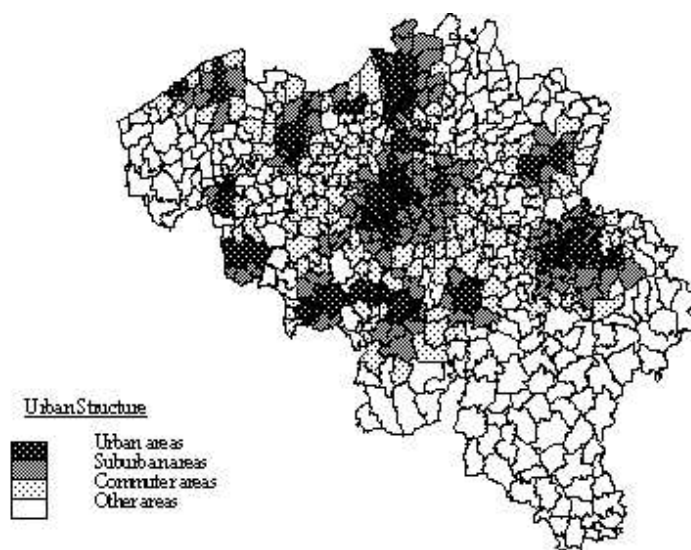 Urban Structure
Urban areas
Suburban areas
Commuter areas
Other areas